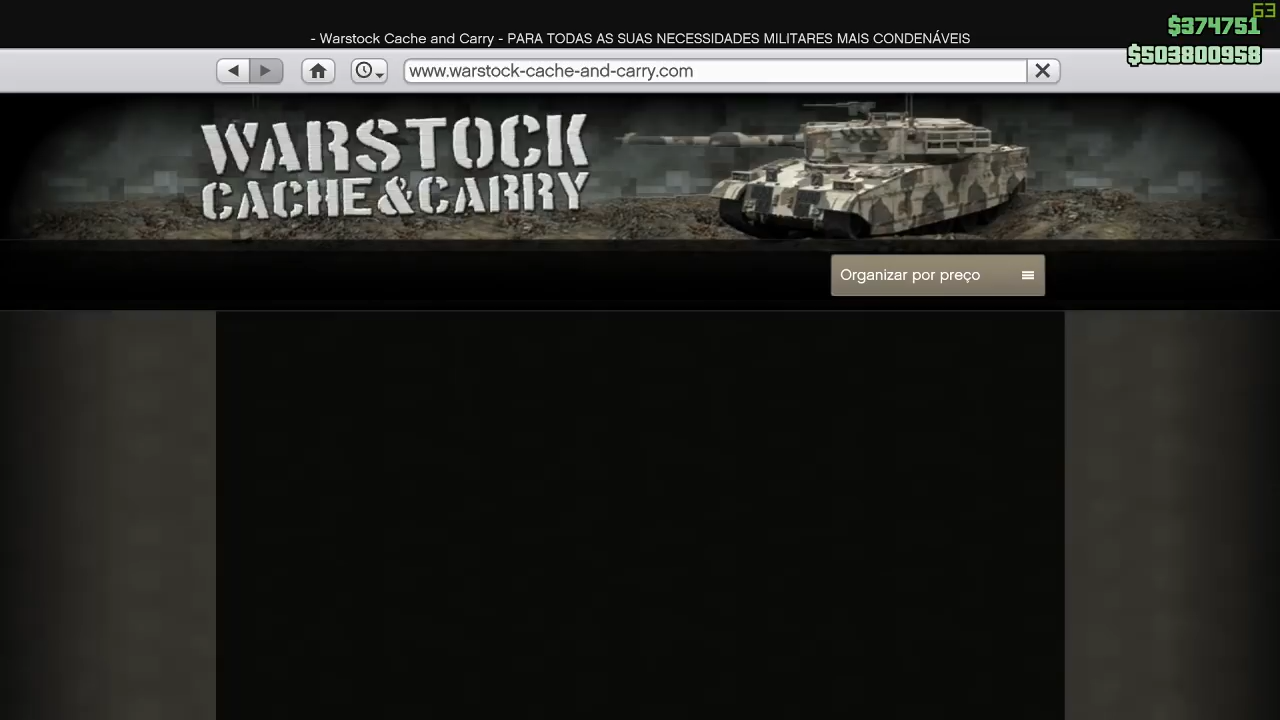 63
$374751
- Warstock Cache and Carry - PARA TODAS AS SUAS NECESSIDADES MILITARES MAIS CONDENÁVEIS
$503800958
www.warstock-cache-and-carry.com
WARSTOCK
CACHE&CARRY
Organizar por preço